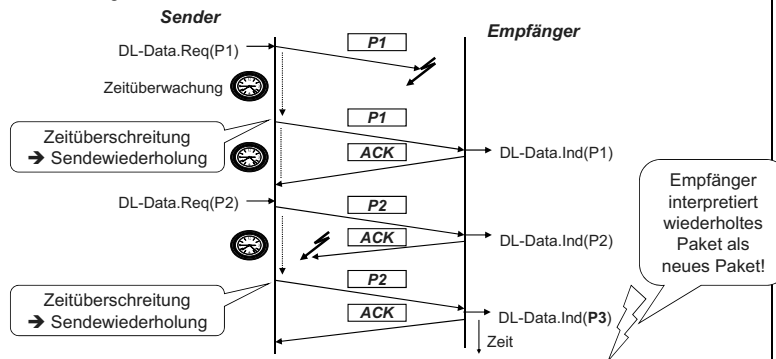 Sender
Empfänger
P1
DL-Data.Req(P1)
Zeitüberwachung
P1
Zeitüberschreitung
➔ Sendewiederholung
ACK
DL-Data.Ind(P1)
DL-Data.Req(P2)
P2
ACK
DL-Data.Ind(P2)
Empfänger
interpretiert
wiederholtes
Paket als
neues Paket!
P2
Zeitüberschreitung
➔ Sendewiederholung
ACK
DL-Data.Ind(P3)
Zeit